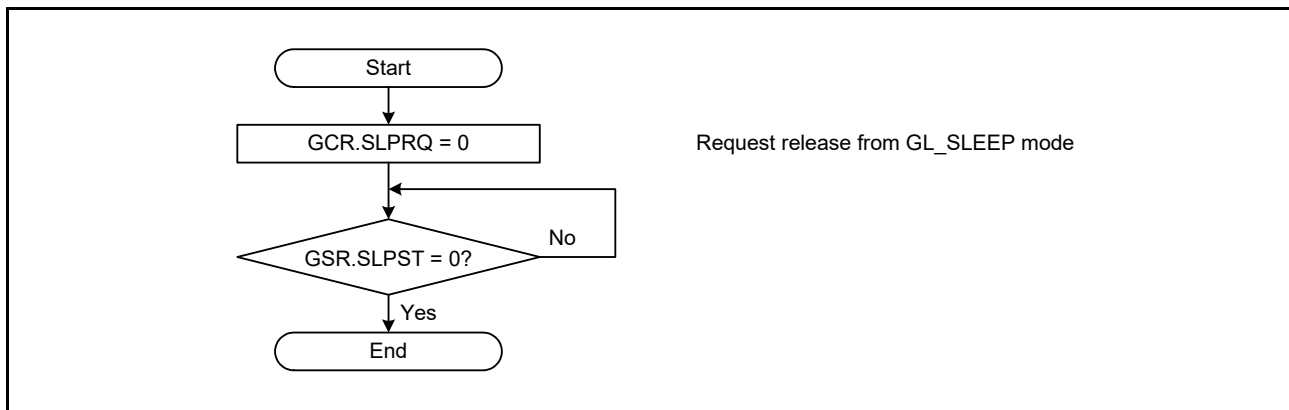 Start
GCR.SLPRQ = 0
Request release from GL_SLEEP mode
GSR.SLPST = 0?
No
Yes
End